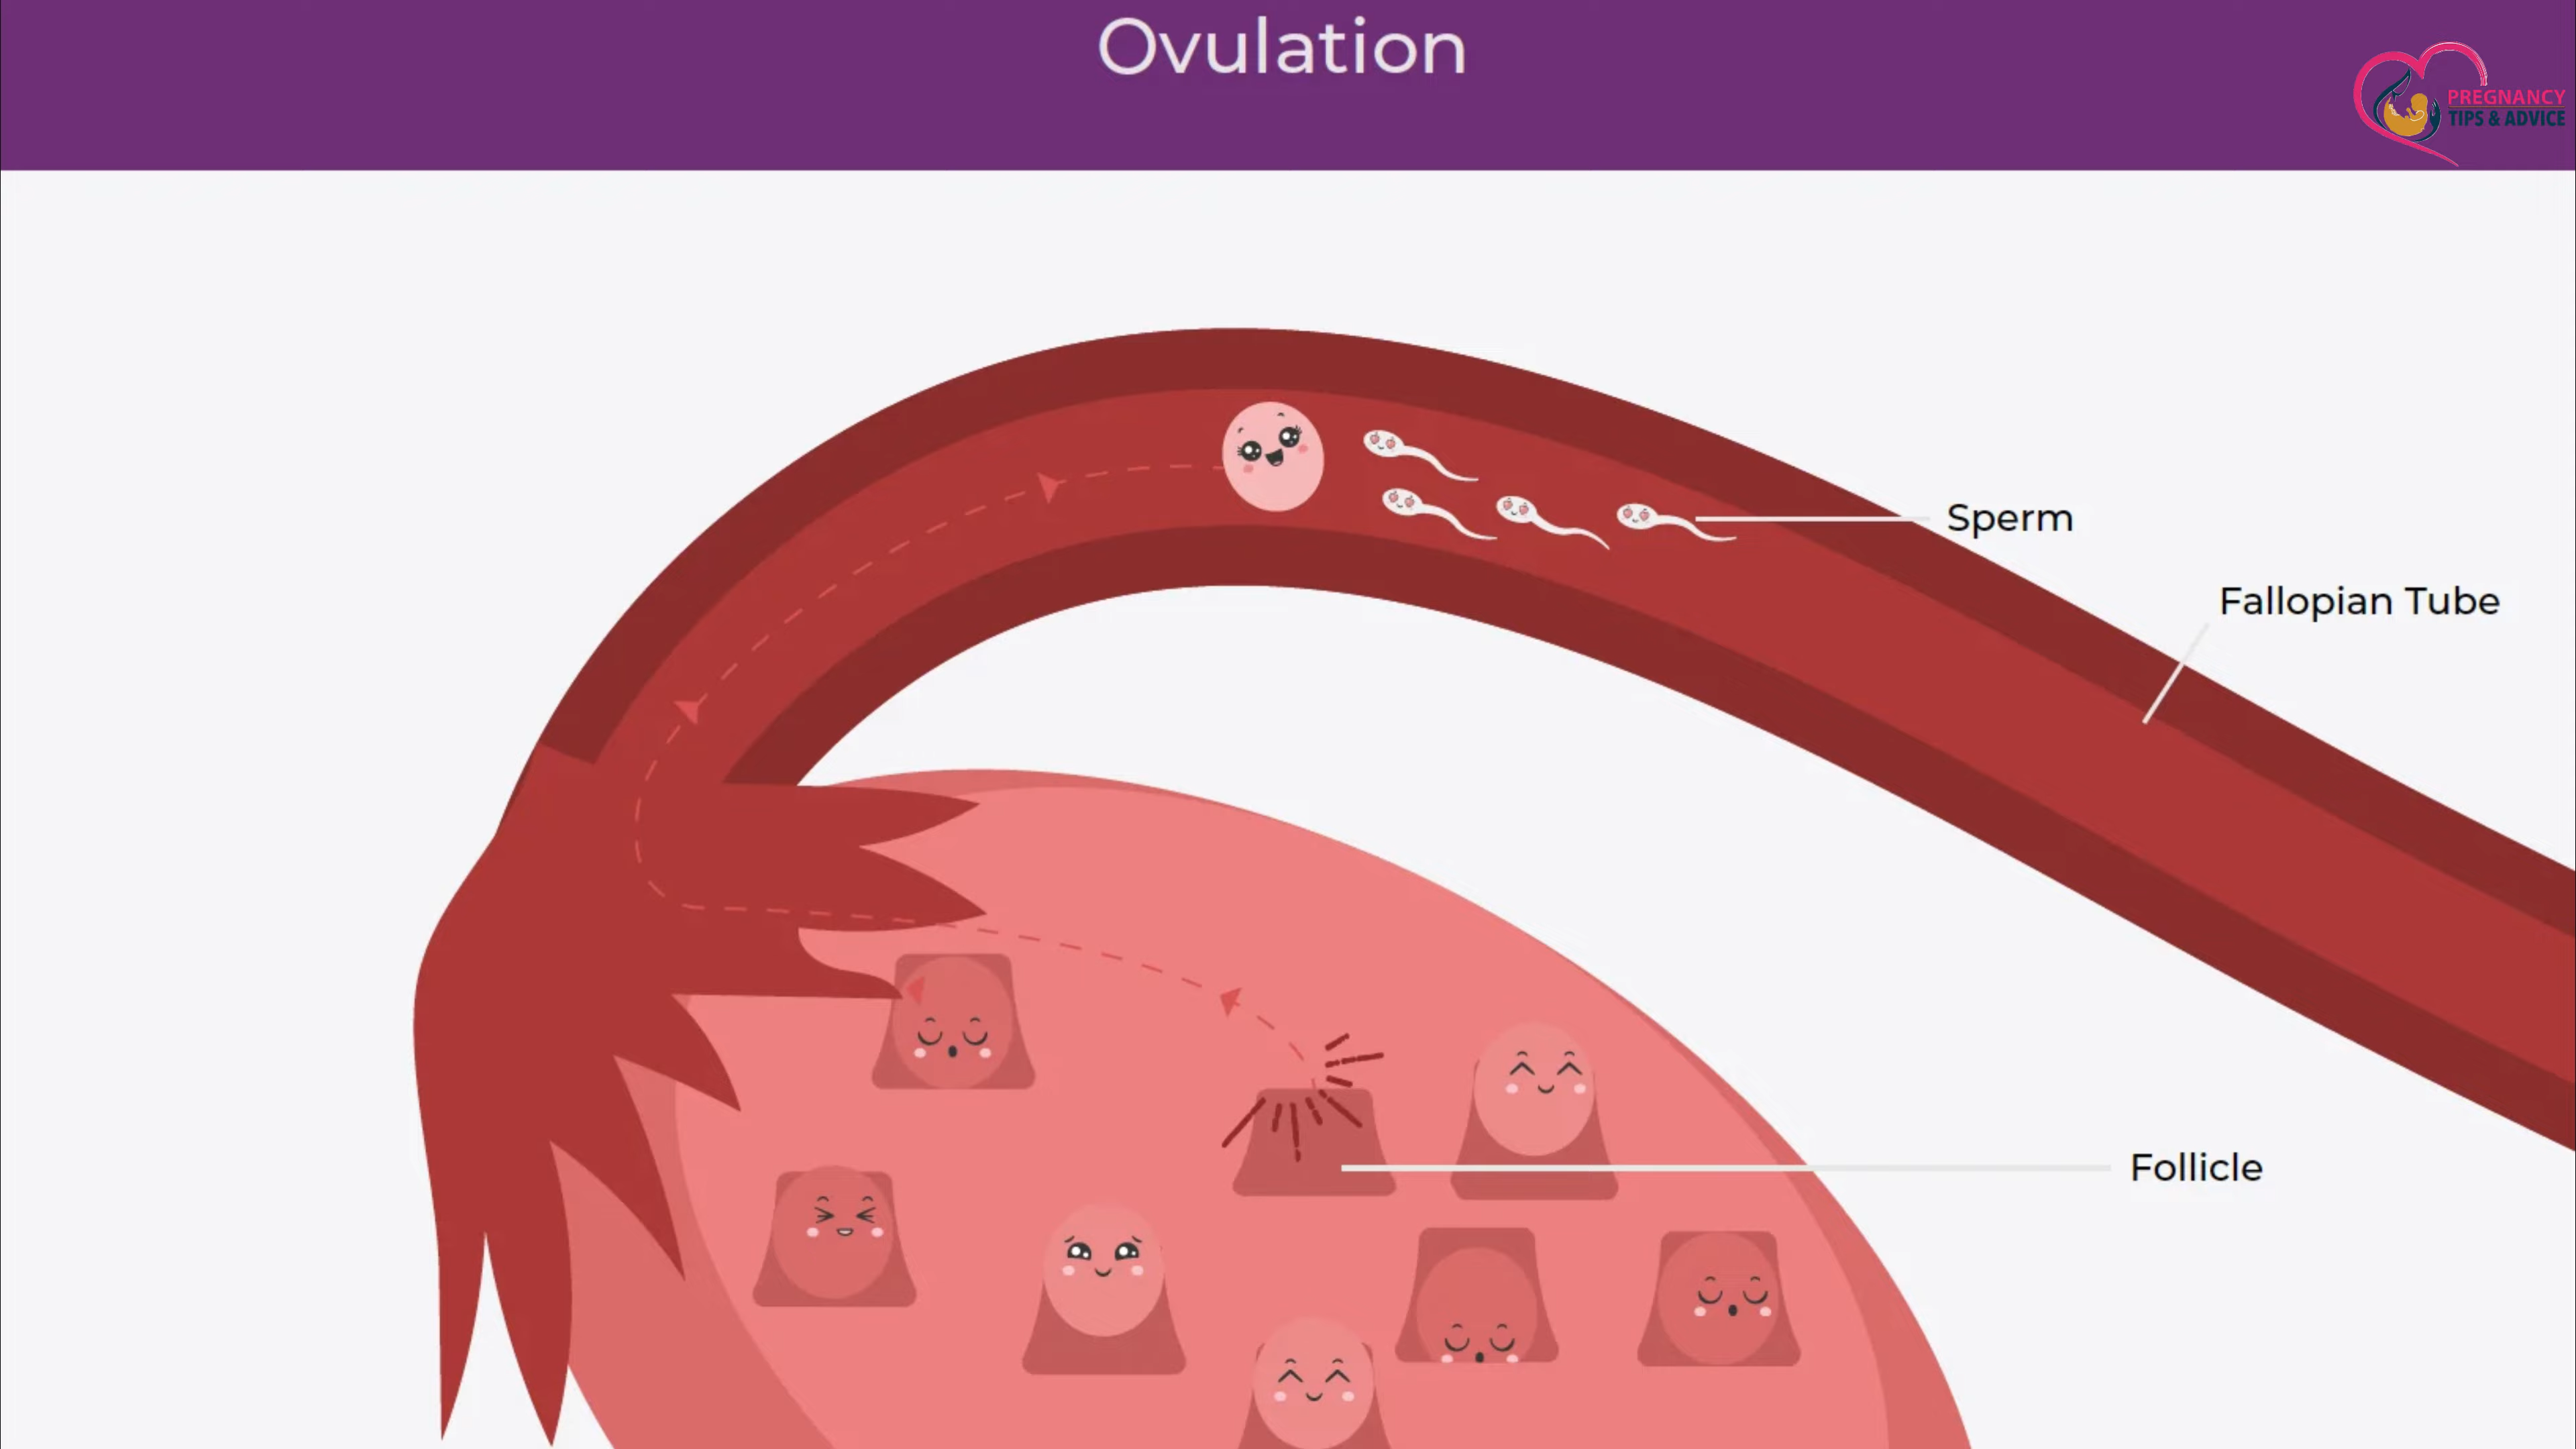 Ovulation
PREGNANCY
TIPS & ADVICE
Sperm
Fallopian Tube
Follicle